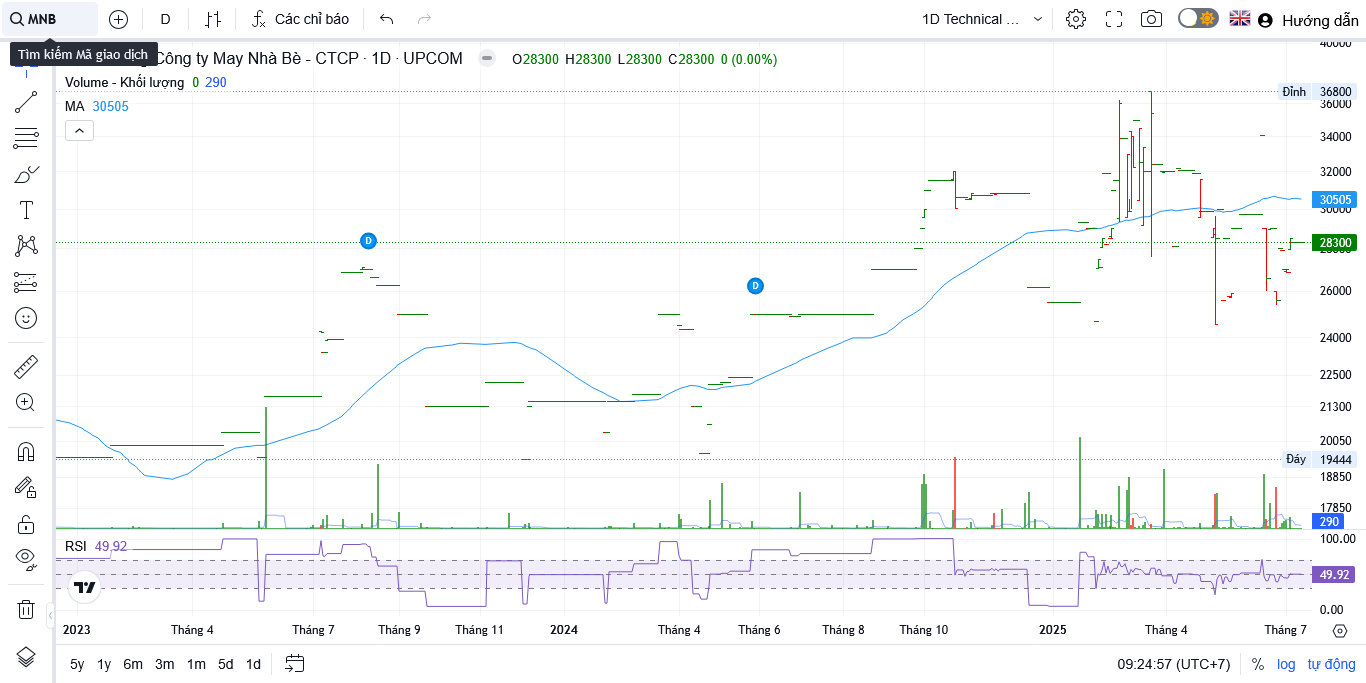 MNB
D
Các chỉ báo
1D Technical ...
Hướng dẫn
Tìm kiếm Mã giao dịch
Công ty May Nhà Bè - CTCP · 1D · UPCOM
O28300 H28300 L28300 C28300 0 (0.00%)
Volume - Khối lượng 0 290
MA 30505
40000
Đỉnh 36800
36000
34000
32000
30505
30000
28300
26000
24000
22500
21300
20050
Đáy 19444
18850
17850
290
D
D
RSI 49.92
100.00
49.92
0.00
2023 Tháng 4 Tháng 7 Tháng 9 Tháng 11 2024 Tháng 4 Tháng 6 Tháng 8 Tháng 10 2025 Tháng 4 Tháng 7
5y 1y 6m 3m 1m 5d 1d
09:24:57 (UTC+7) % log tự động